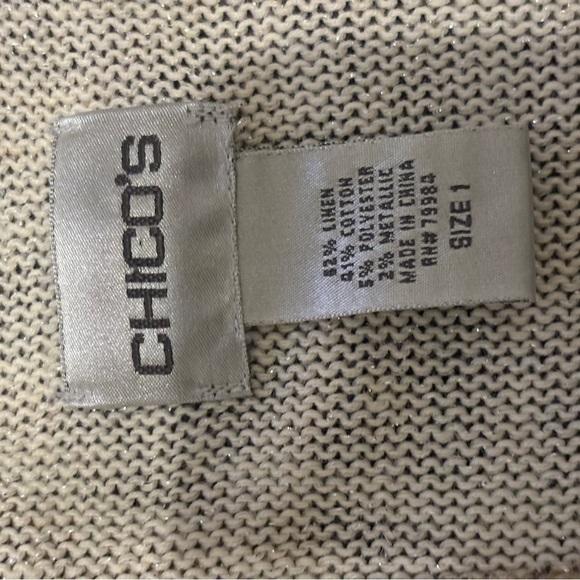 CHICO'S
52% LINEN
41% COTTON
5% POLYESTER
2% METALLIC
MADE IN CHINA
RN# 79984
SIZE 1